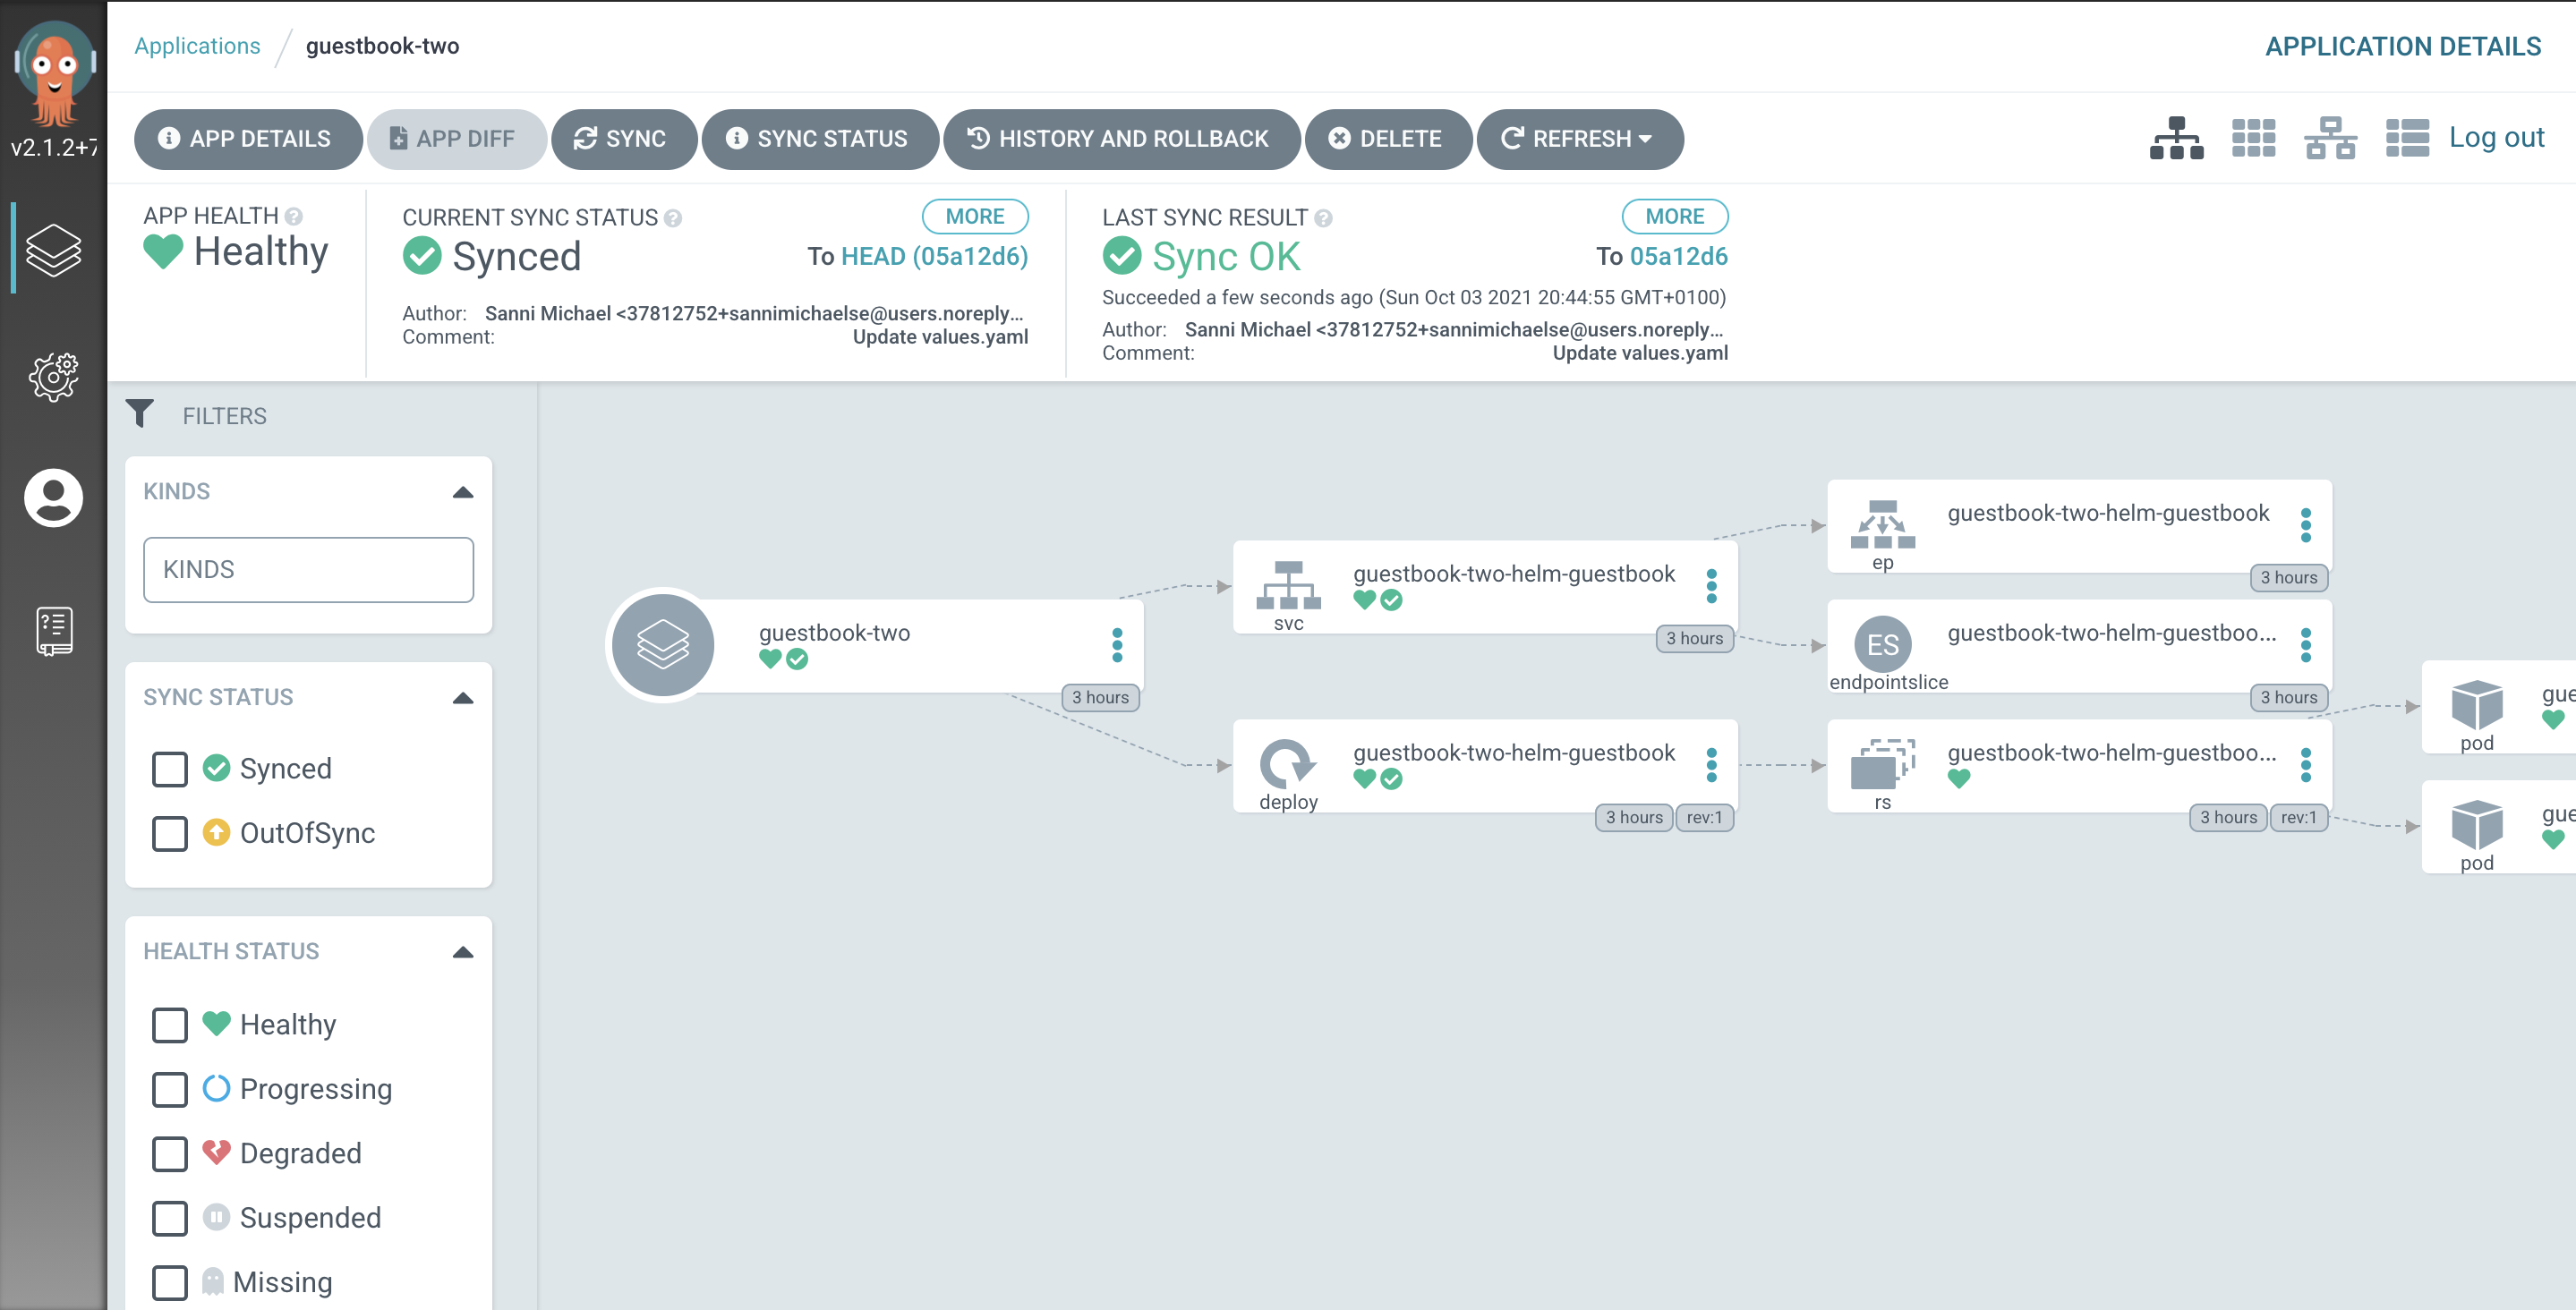 v2.1.2+7
Applications / guestbook-two
APPLICATION DETAILS
APP DETAILS
APP DIFF
SYNC
SYNC STATUS
HISTORY AND ROLLBACK
DELETE
REFRESH
Log out
APP HEALTH
Healthy
CURRENT SYNC STATUS
MORE
Synced
To HEAD (05a12d6)
Author: Sanni Michael <37812752+sannimichaelse@users.noreply...
Comment: Update values.yaml
LAST SYNC RESULT
MORE
Sync OK
To 05a12d6
Succeeded a few seconds ago (Sun Oct 03 2021 20:44:55 GMT+0100)
Author: Sanni Michael <37812752+sannimichaelse@users.noreply...
Comment: Update values.yaml
FILTERS
KINDS
KINDS
SYNC STATUS
Synced
OutOfSync
HEALTH STATUS
Healthy
Progressing
Degraded
Suspended
Missing
guestbook-two
3 hours
guestbook-two-helm-guestbook
svc
3 hours
guestbook-two-helm-guestbook
deploy
3 hours
rev:1
guestbook-two-helm-guestbook
ep
3 hours
ES
guestbook-two-helm-guestboo...
endpointslice
3 hours
guestbook-two-helm-guestboo...
rs
3 hours
rev:1
gue
pod
gue
pod